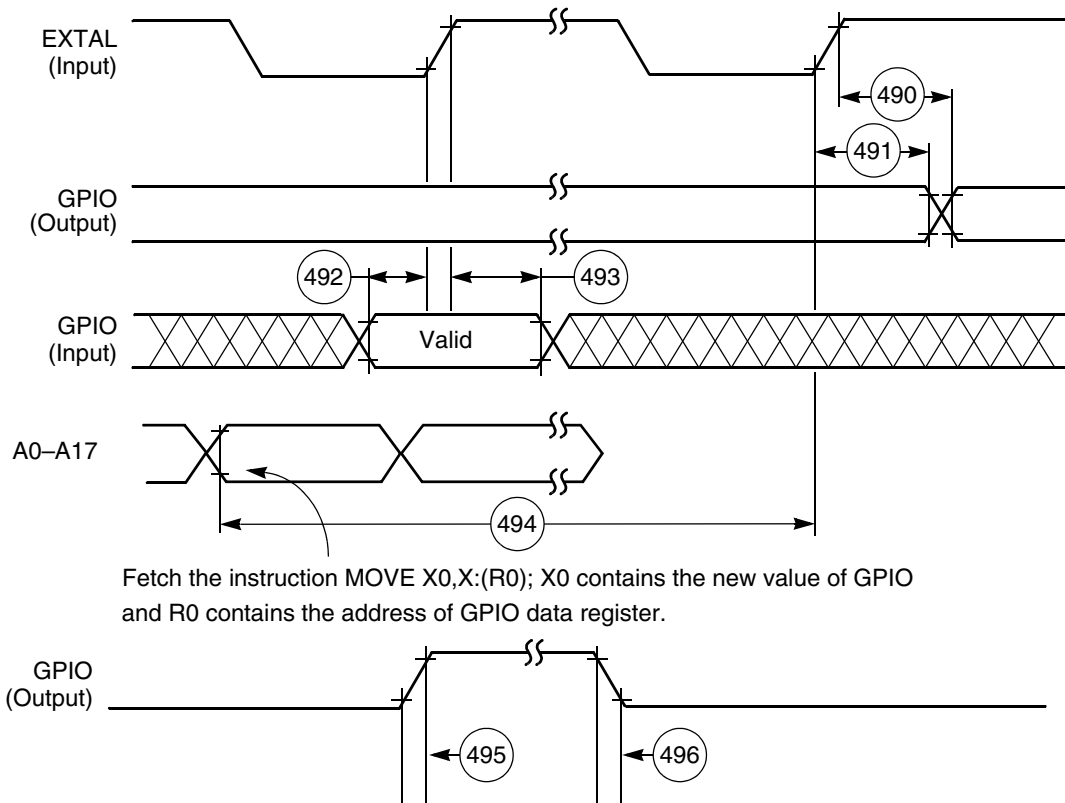 EXTAL
(Input)
490
491
GPIO
(Output)
492
493
GPIO
(Input)
Valid
A0–A17
494
Fetch the instruction MOVE X0,X:(R0); X0 contains the new value of GPIO
and R0 contains the address of GPIO data register.
GPIO
(Output)
495
496